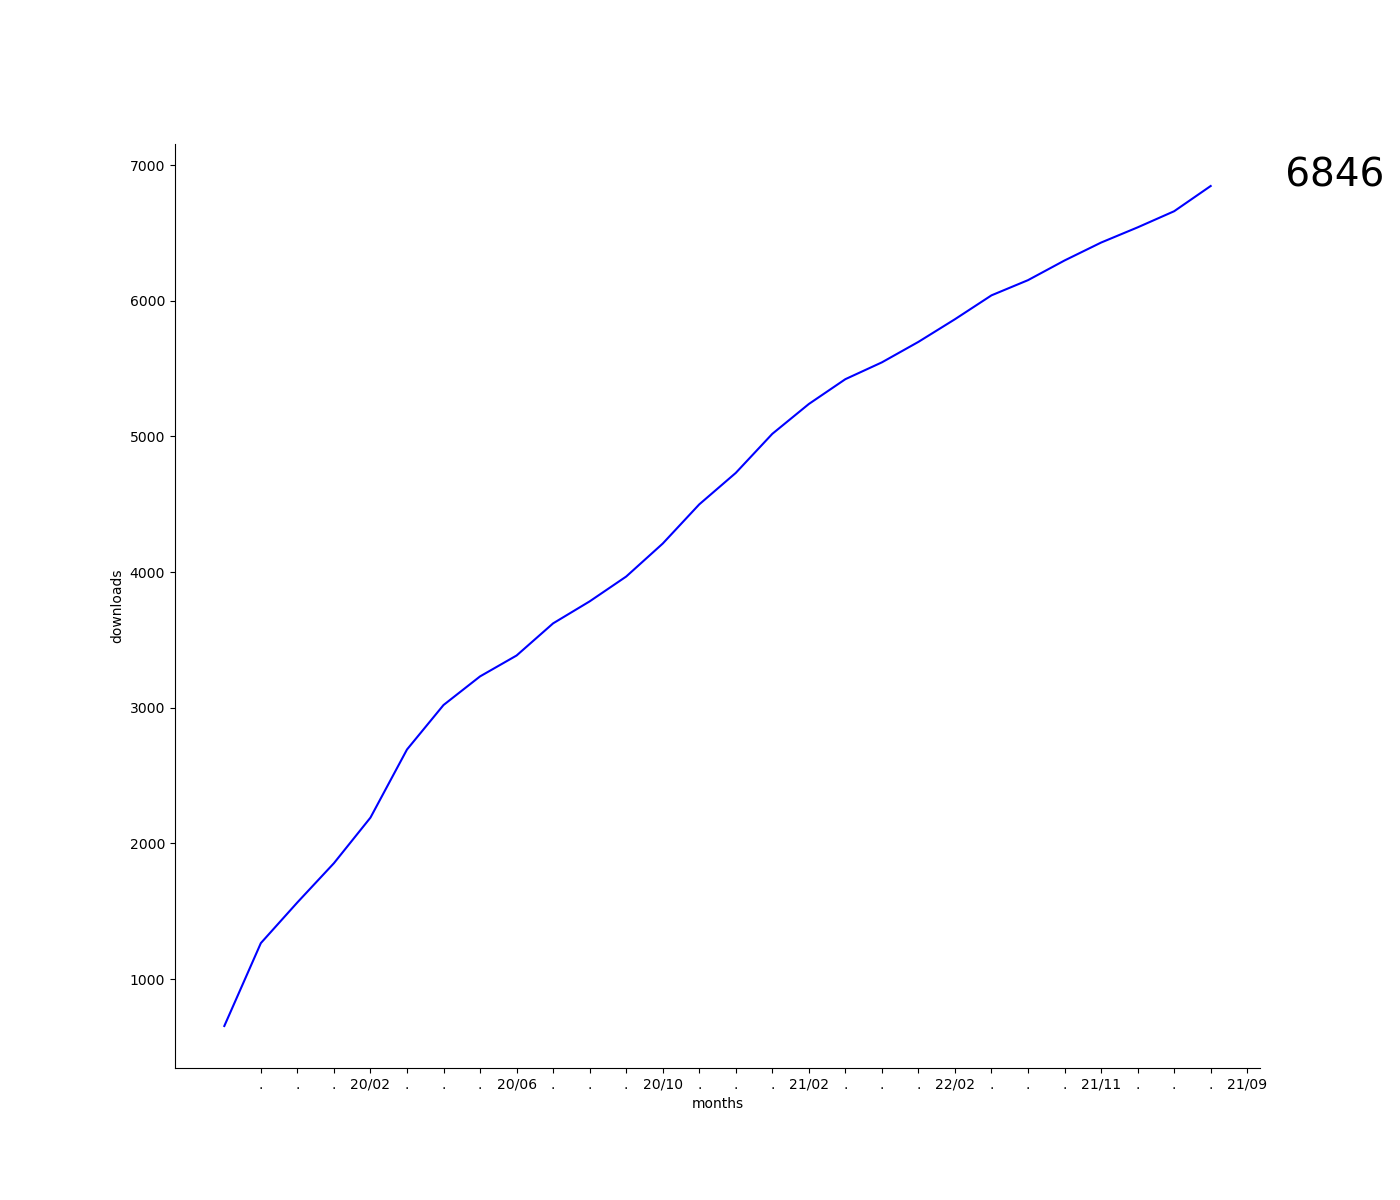 7000
6846
6000
5000
4000
downloads
3000
2000
1000
. . . 20/02 . . . 20/06 . . . 20/10 . . . 21/02 . . . 22/02 . . . 21/11 . . . 21/09
months